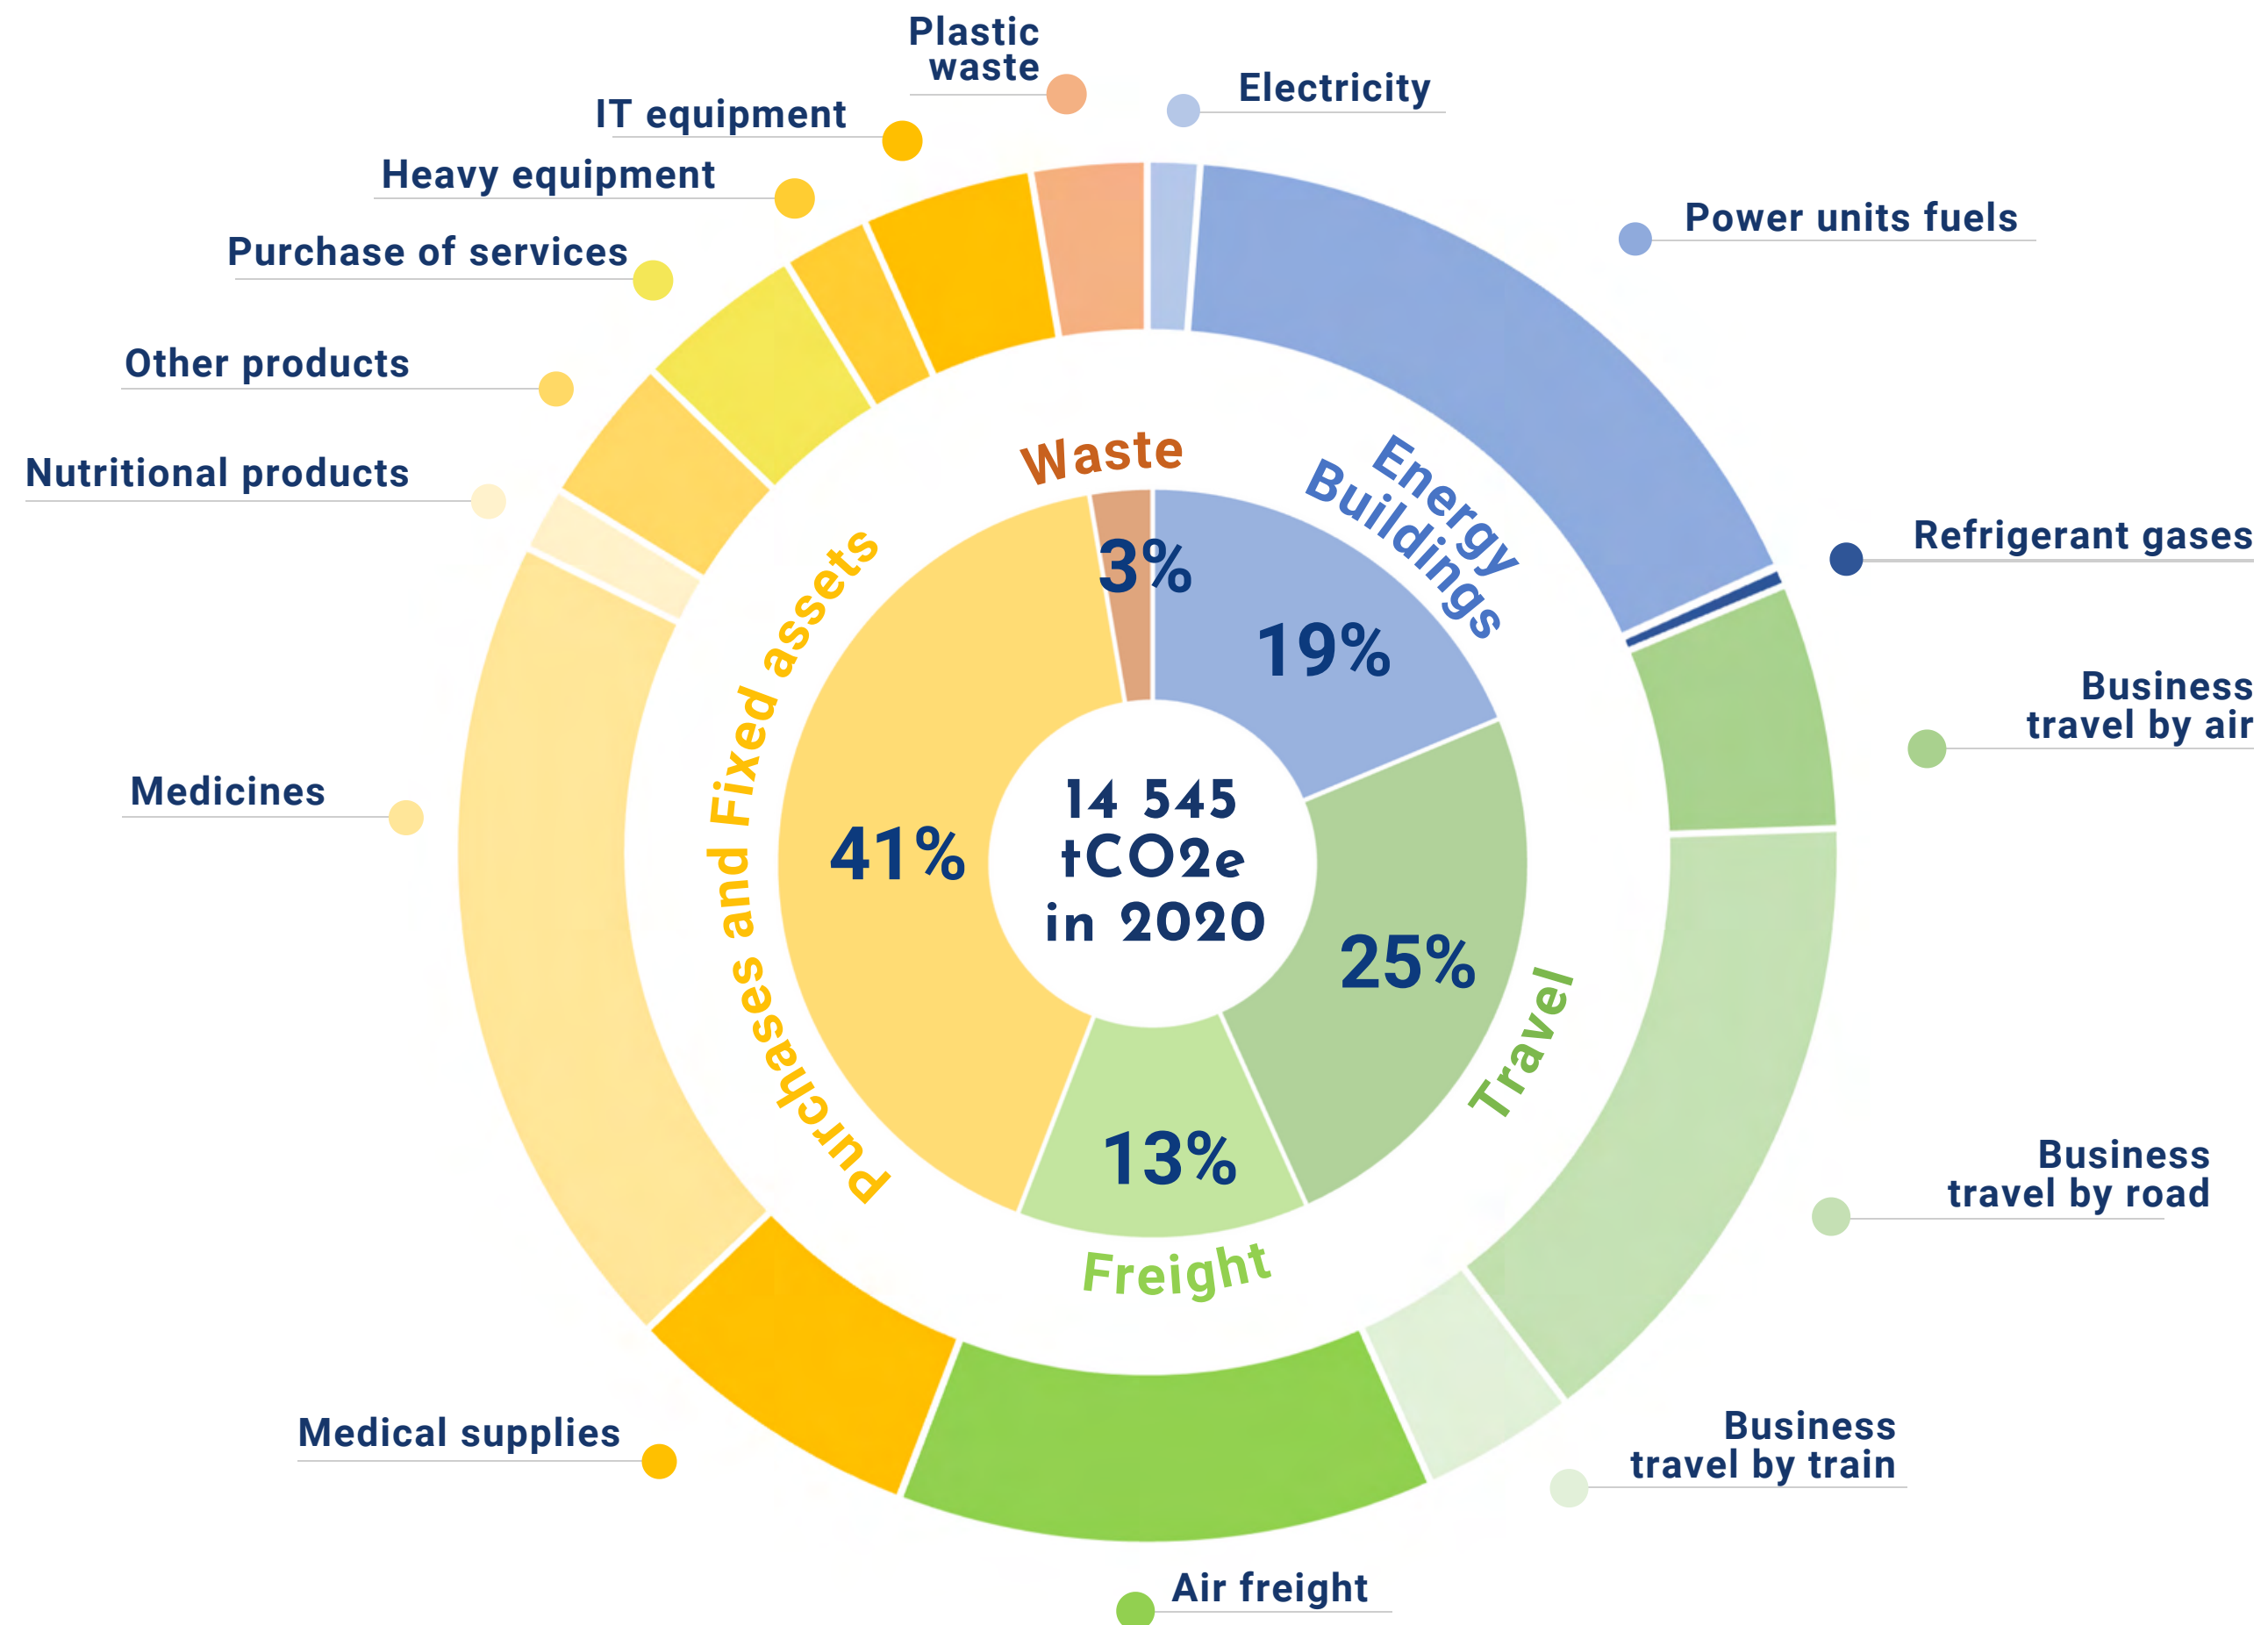 Plastic
waste
Electricity
IT equipment
Heavy equipment
Power units fuels
Purchase of services
Other products
Nutritional products
Refrigerant gases
Business
travel by air
Medicines
Business
travel by road
Business
travel by train
Medical supplies
Air freight
Waste
Energy
Buildings
Travel
Freight
Purchases and Fixed assets
3%
19%
25%
13%
41%
14 545
tCO2e
in 2020